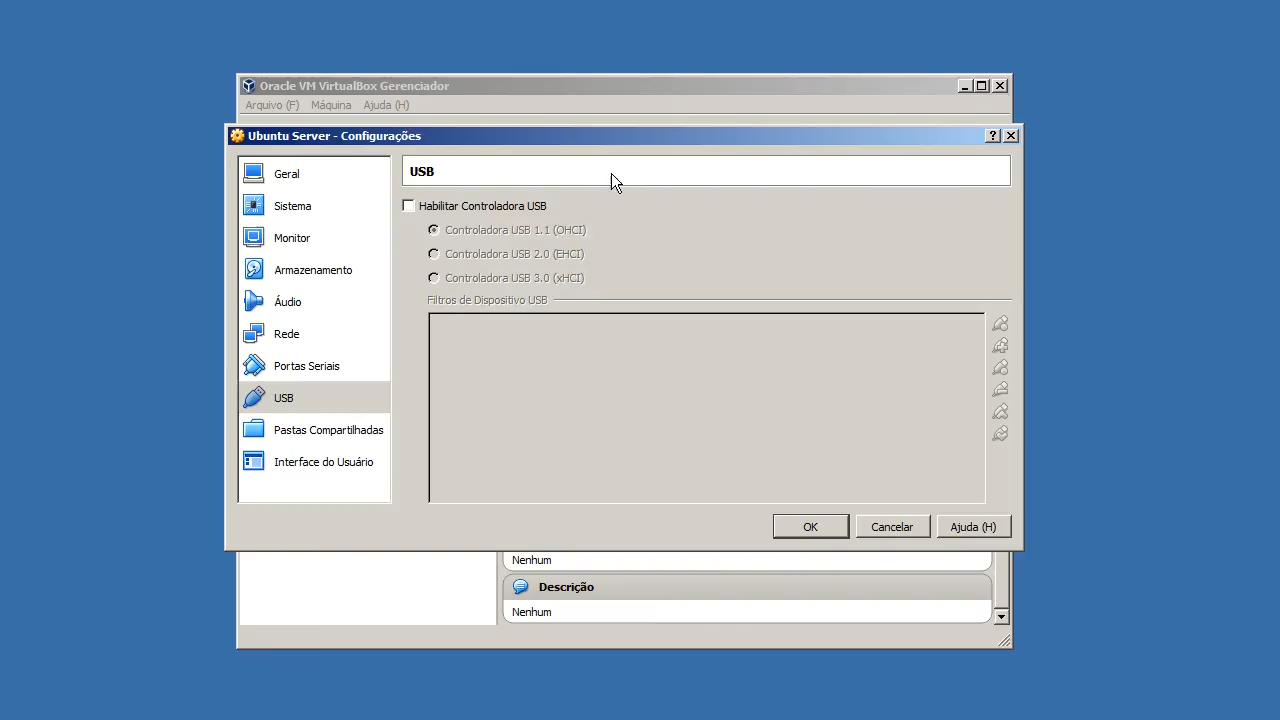 Oracle VM VirtualBox Gerenciador
Arquivo (F) Máquina Ajuda (H)
Ubuntu Server - Configurações
Geral
Sistema
Monitor
Armazenamento
Áudio
Rede
Portas Seriais
USB
Pastas Compartilhadas
Interface do Usuário
USB
Habilitar Controladora USB
Controladora USB 1.1 (OHCI)
Controladora USB 2.0 (EHCI)
Controladora USB 3.0 (xHCI)
Filtros de Dispositivo USB
OK Cancelar Ajuda (H)
Nenhum
Descrição
Nenhum